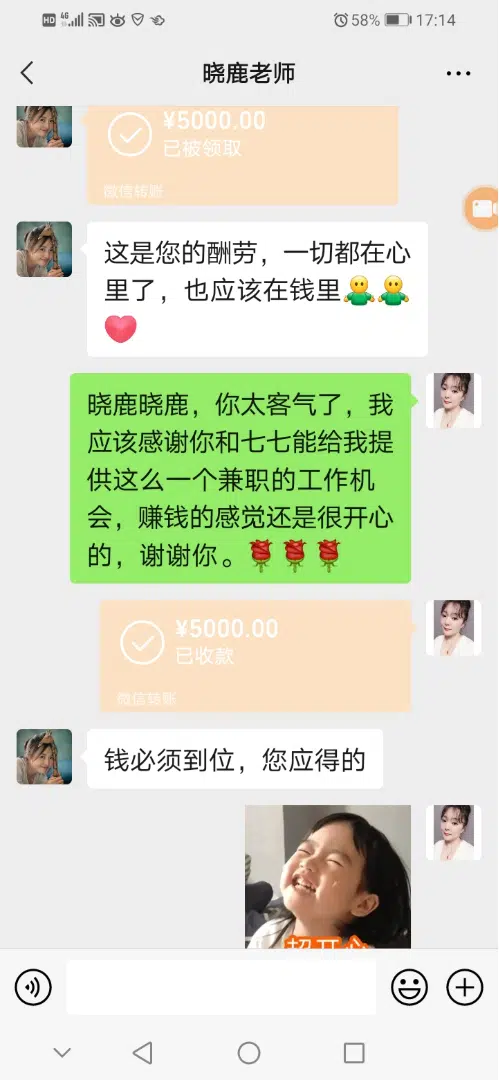 HD 4G 58% 17:14
晓鹿老师
¥5000.00
已被领取
微信转账
这是您的酬劳，一切都在心
里了，也应该在钱里
晓鹿晓鹿，你太客气了，我
应该感谢你和七七能给我提
供这么一个兼职的工作机
会，赚钱的感觉还是很开心
的，谢谢你。
¥5000.00
已收款
微信转账
钱必须到位，您应得的
超开心